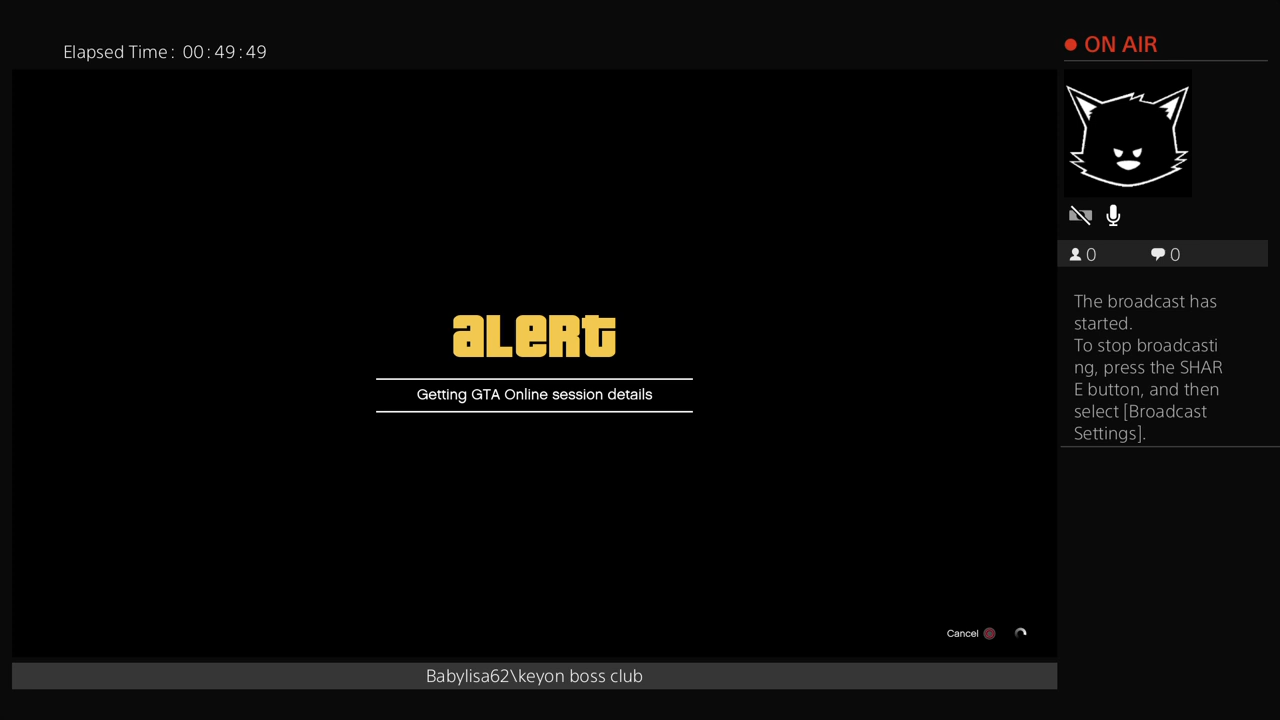 Elapsed Time: 00:49:49
ON AIR
0 0
The broadcast has
started.
To stop broadcasti
ng, press the SHAR
E button, and then
select [Broadcast
Settings].
alert
Getting GTA Online session details
Cancel
Babylisa62\keyon boss club